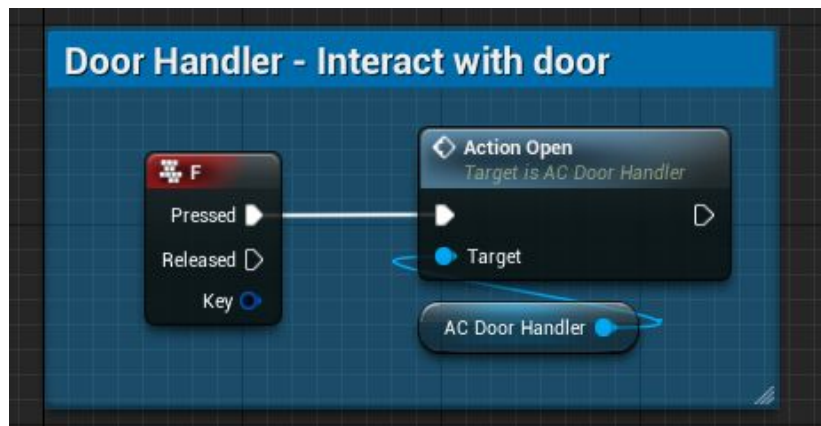 Door Handler - Interact with door
F
Pressed
Released
Key
Action Open
Target is AC Door Handler
Target
AC Door Handler